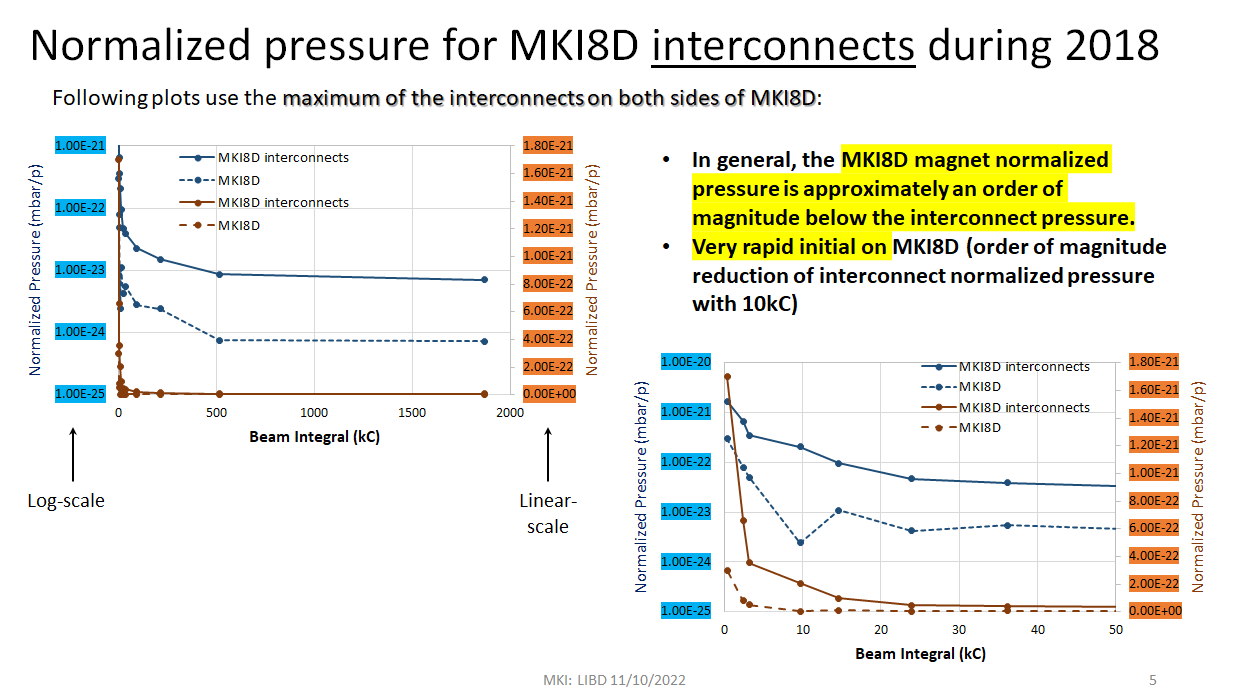 Normalized pressure for MKI8D interconnects during 2018
Following plots use the maximum of the interconnects on both sides of MKI8D:
1.00E-21
1.00E-22
1.00E-23
1.00E-24
1.00E-25
Normalized Pressure (mbar/p)
MKI8D interconnects
MKI8D
MKI8D interconnects
MKI8D
1.80E-21
1.60E-21
1.40E-21
1.20E-21
1.00E-21
8.00E-22
6.00E-22
4.00E-22
2.00E-22
0.00E+00
Normalized Pressure (mbar/p)
0 500 1000 1500 2000
Beam Integral (kC)
Log-scale
Linear-
scale
• In general, the MKI8D magnet normalized
pressure is approximately an order of
magnitude below the interconnect pressure.
• Very rapid initial on MKI8D (order of magnitude
reduction of interconnect normalized pressure
with 10kC)
1.00E-20
1.00E-21
1.00E-22
1.00E-23
1.00E-24
1.00E-25
Normalized Pressure (mbar/p)
MKI8D interconnects
MKI8D
MKI8D interconnects
MKI8D
1.80E-21
1.60E-21
1.40E-21
1.20E-21
1.00E-21
8.00E-22
6.00E-22
4.00E-22
2.00E-22
0.00E+00
Normalized Pressure (mbar/p)
0 10 20 30 40 50
Beam Integral (kC)
MKI: LIBD 11/10/2022
5